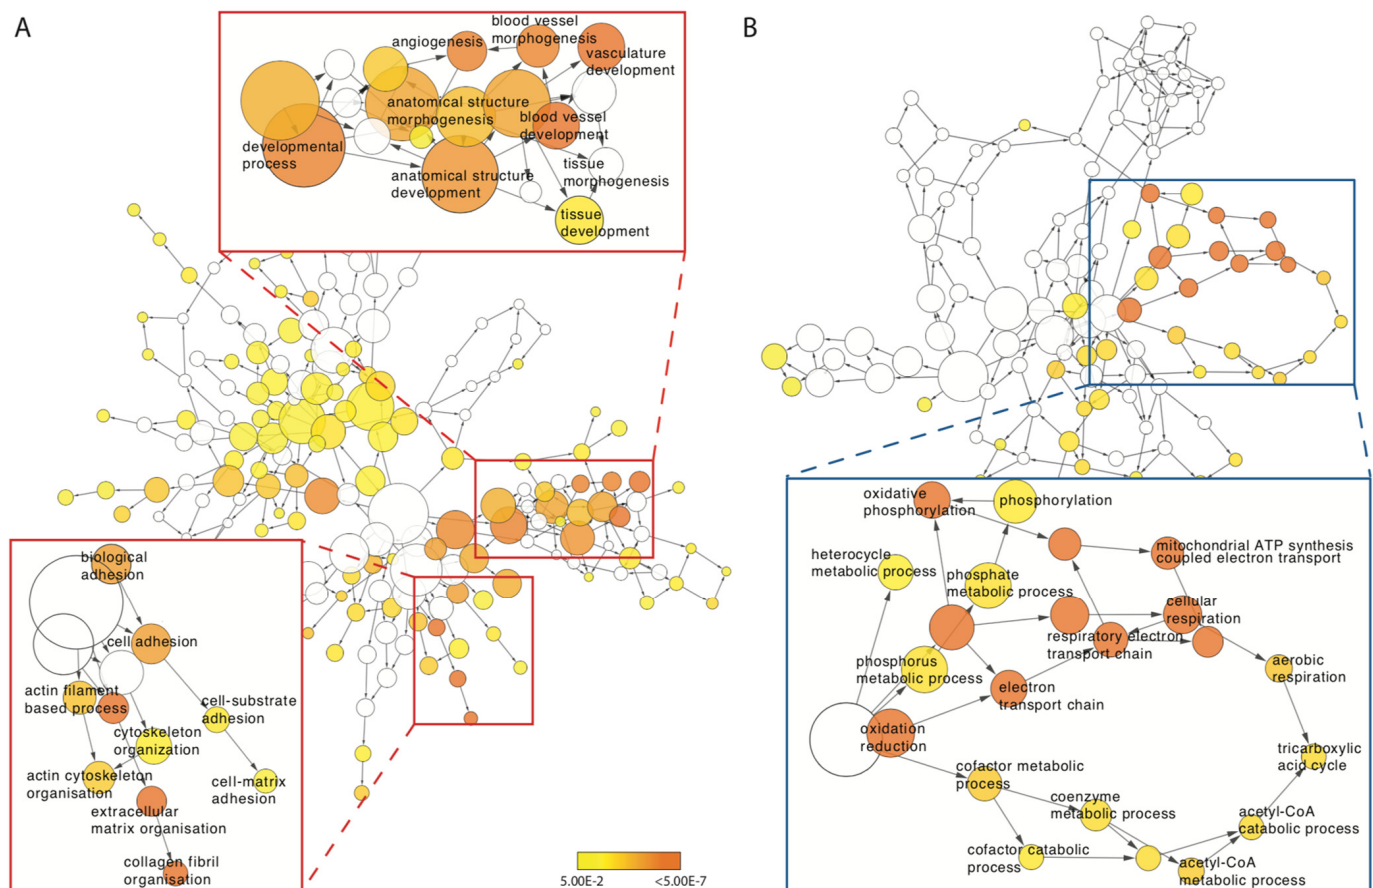 A
blood vessel
morphogenesis
angiogenesis
vasculature
development
anatomical structure
morphogenesis
blood vessel
development
developmental
process
anatomical structure
development
tissue
morphogenesis
tissue
development
biological
adhesion
cell adhesion
actin filament
based process
cell-substrate
adhesion
cytoskeleton
organization
actin cytoskeleton
organisation
cell-matrix
adhesion
extracellular
matrix organisation
collagen fibril
organisation
5.00E-2
<5.00E-7
B
oxidative
phosphorylation
phosphorylation
heterocycle
metabolic process
mitochondrial ATP synthesis
coupled electron transport
phosphate
metabolic process
cellular
respiration
respiratory electron
transport chain
phosphorus
metabolic process
aerobic
respiration
electron
transport chain
oxidation
reduction
tricarboxylic
acid cycle
cofactor metabolic
process
coenzyme
metabolic process
acetyl-CoA
catabolic process
cofactor catabolic
process
acetyl-CoA
metabolic process